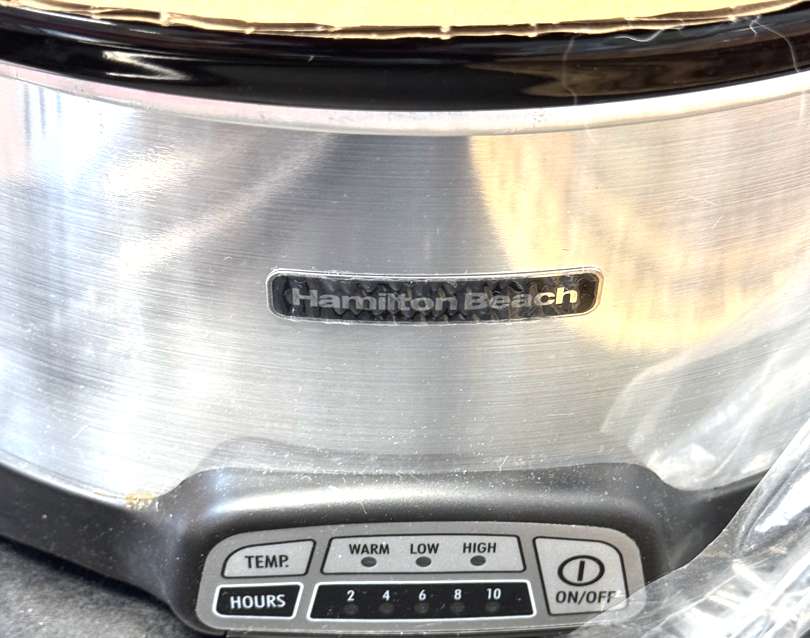 Hamilton Beach
TEMP. WARM LOW HIGH
HOURS 2 4 6 8 10 ON/OFF